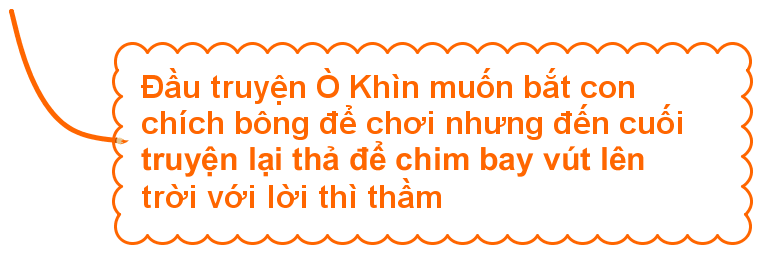 Đầu truyện Ò Khìn muốn bắt con
chích bông để chơi nhưng đến cuối
truyện lại thả để chim bay vút lên
trời với lời thì thầm